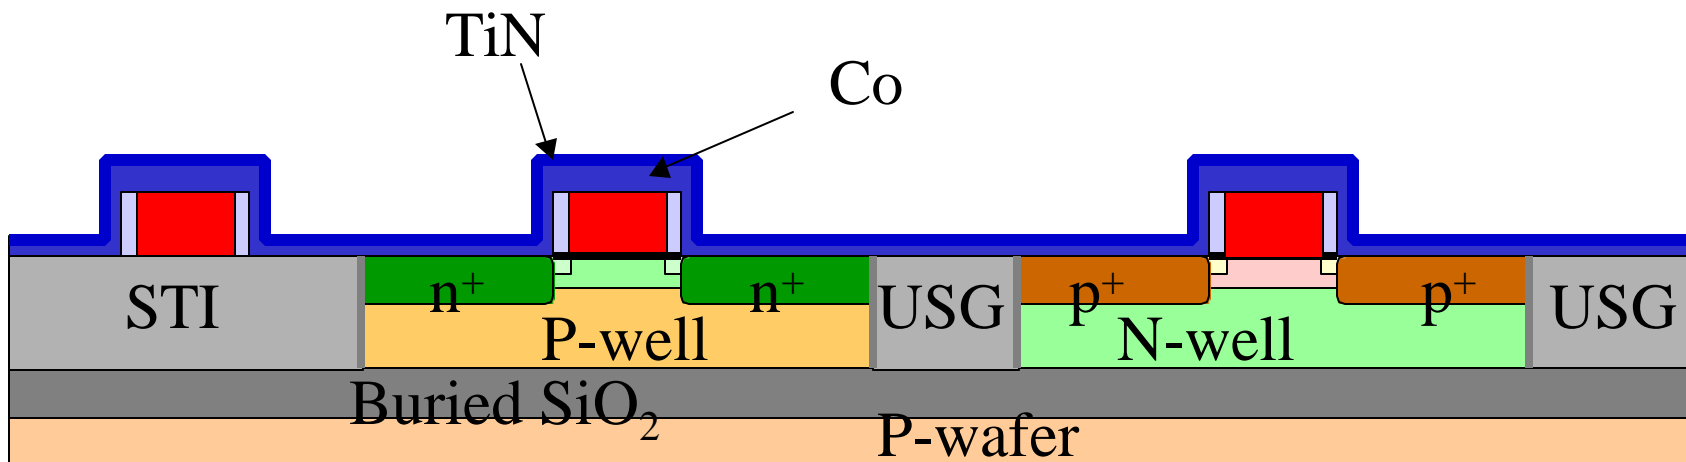 TiN
Co
STI
n⁺
n⁺
USG
p⁺
p⁺
USG
P-well
N-well
Buried SiO₂
P-wafer